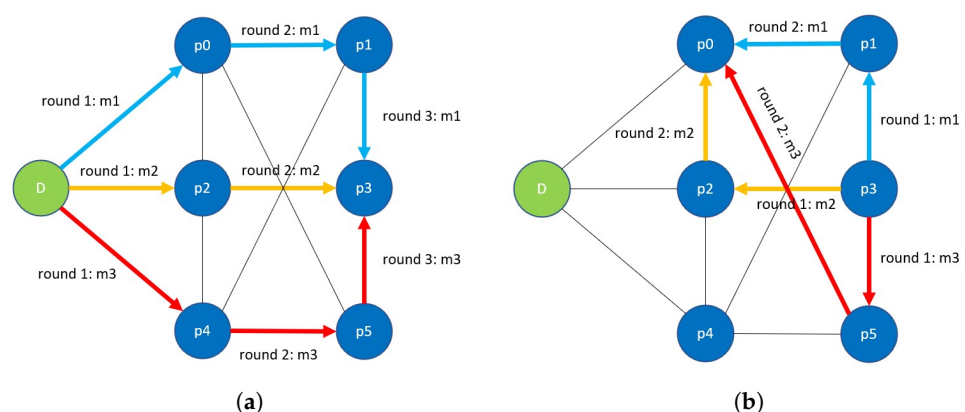 round 2: m1
p0
p1
round 1: m1
round 3: m1
round 1: m2
round 2: m2
D
p2
p3
round 1: m3
round 3: m3
p4
p5
round 2: m3
(a)
round 2: m1
p0
p1
round 2: m3
round 1: m1
round 2: m2
D
p2
p3
round 1: m2
round 1: m3
p4
p5
(b)